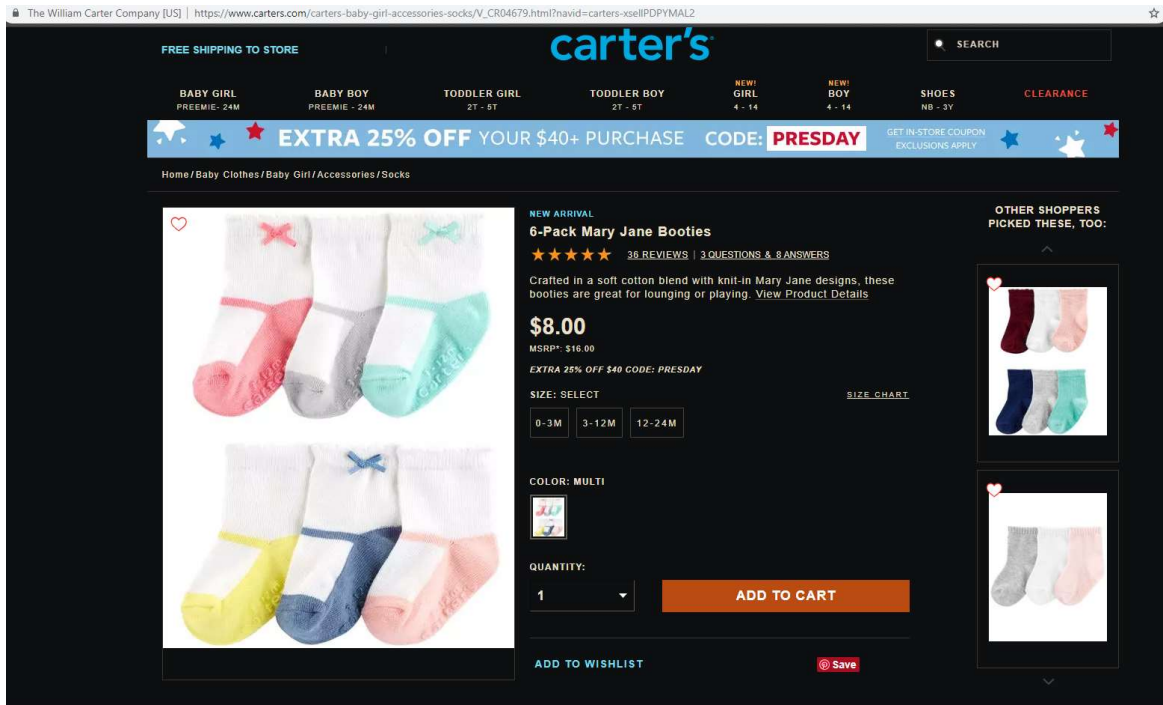 The William Carter Company [US] | https://www.carters.com/carters-baby-girl-accessories-socks/V_CR04679.html?navid=carters-xsellPDPYMAL2
FREE SHIPPING TO STORE
carter's
SEARCH
BABY GIRL
PREEMIE- 24M
BABY BOY
PREEMIE - 24M
TODDLER GIRL
2T - 5T
TODDLER BOY
2T - 5T
NEW!
GIRL
4 - 14
NEW!
BOY
4 - 14
SHOES
NB - 3Y
CLEARANCE
EXTRA 25% OFF YOUR $40+ PURCHASE CODE: PRESDAY
GET IN-STORE COUPON
EXCLUSIONS APPLY
Home / Baby Clothes / Baby Girl / Accessories / Socks
NEW ARRIVAL
6-Pack Mary Jane Booties
36 REVIEWS | 3 QUESTIONS & 8 ANSWERS
Crafted in a soft cotton blend with knit-in Mary Jane designs, these
booties are great for lounging or playing. View Product Details
$8.00
MSRP*: $16.00
EXTRA 25% OFF $40 CODE: PRESDAY
SIZE: SELECT
SIZE CHART
0-3M
3-12M
12-24M
COLOR: MULTI
QUANTITY:
1
ADD TO CART
ADD TO WISHLIST
Save
OTHER SHOPPERS
PICKED THESE, TOO: